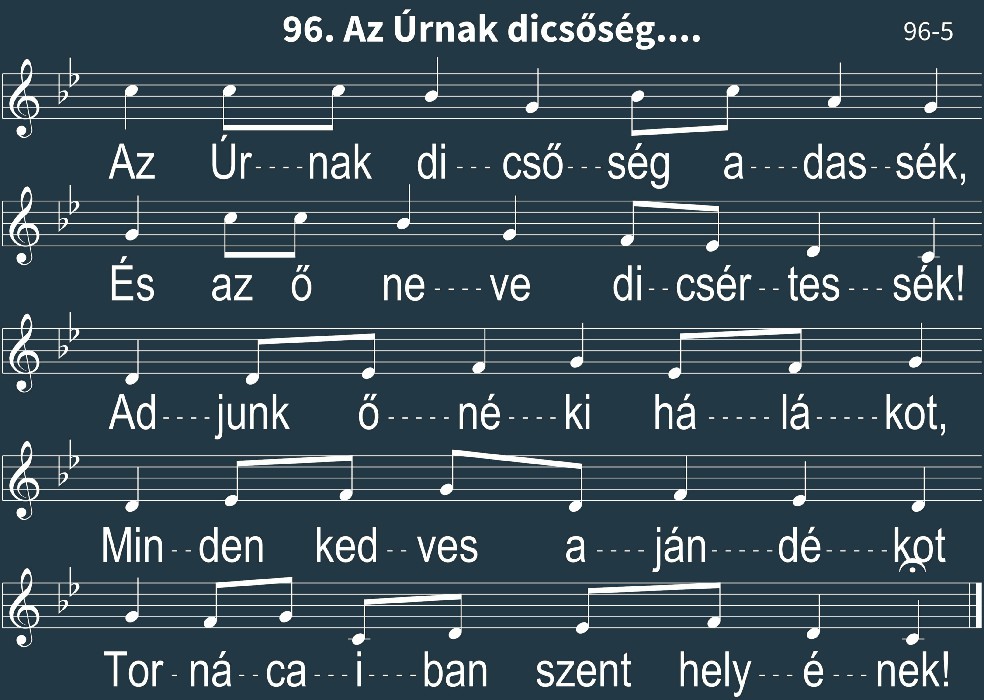 96. Az Úrnak dicsőség....
96-5
Az Úr----nak di---cső---ség a----das--sék,
És az ő ne----ve di--csér--tes---sék!
Ad----junk ő-----né----ki há-----lá-----kot,
Min--den ked--ves a----ján-----dé-----kot
Tor-ná--ca---i---ban szent hely---é---nek!